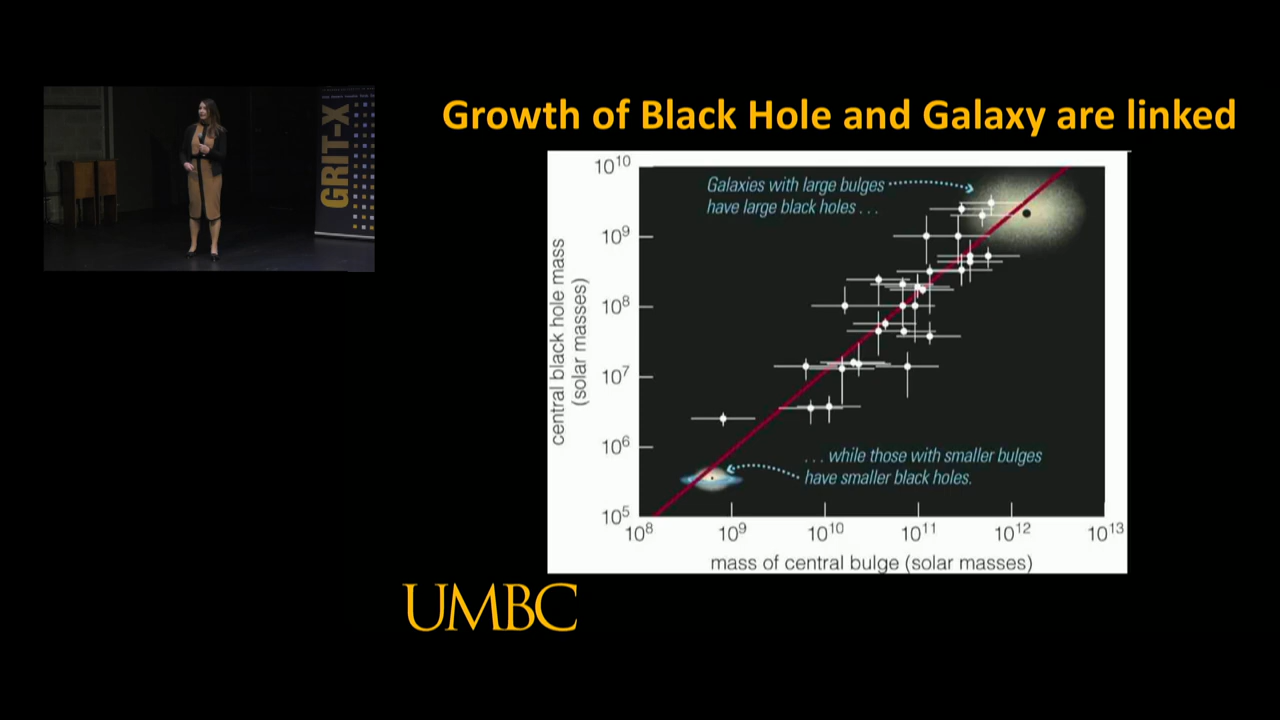 Growth of Black Hole and Galaxy are linked
GRIT-X
central black hole mass
(solar masses)
10¹⁰
10⁹
10⁸
10⁷
10⁶
10⁵
Galaxies with large bulges
have large black holes . . .
. . . while those with smaller bulges
have smaller black holes.
10⁸ 10⁹ 10¹⁰ 10¹¹ 10¹² 10¹³
mass of central bulge (solar masses)
UMBC